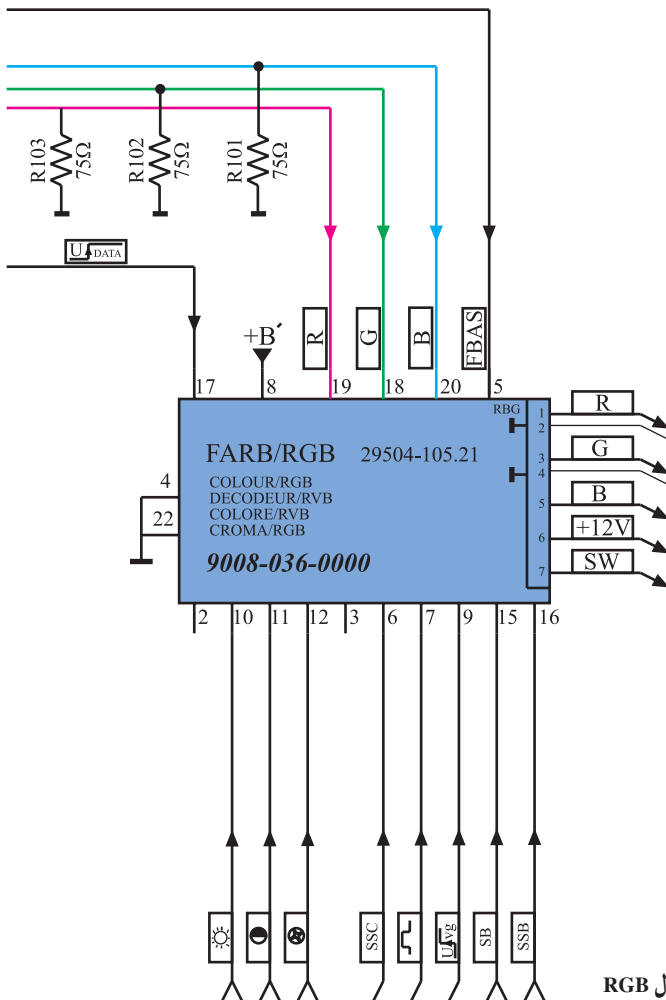 R103
75Ω
R102
75Ω
R101
75Ω
U DATA
+B´
R
G
B
FBAS
17
8
19
18
20
5
RBG
1
R
2
FARB/RGB 29504-105.21
3
G
4
COLOUR/RGB
DECODEUR/RVB
COLORE/RVB
CROMA/RGB
4
22
5
B
6
+12V
9008-036-0000
7
SW
2
10
11
12
3
6
7
9
15
16
SSC
UAvg
SB
SSB
ل RGB